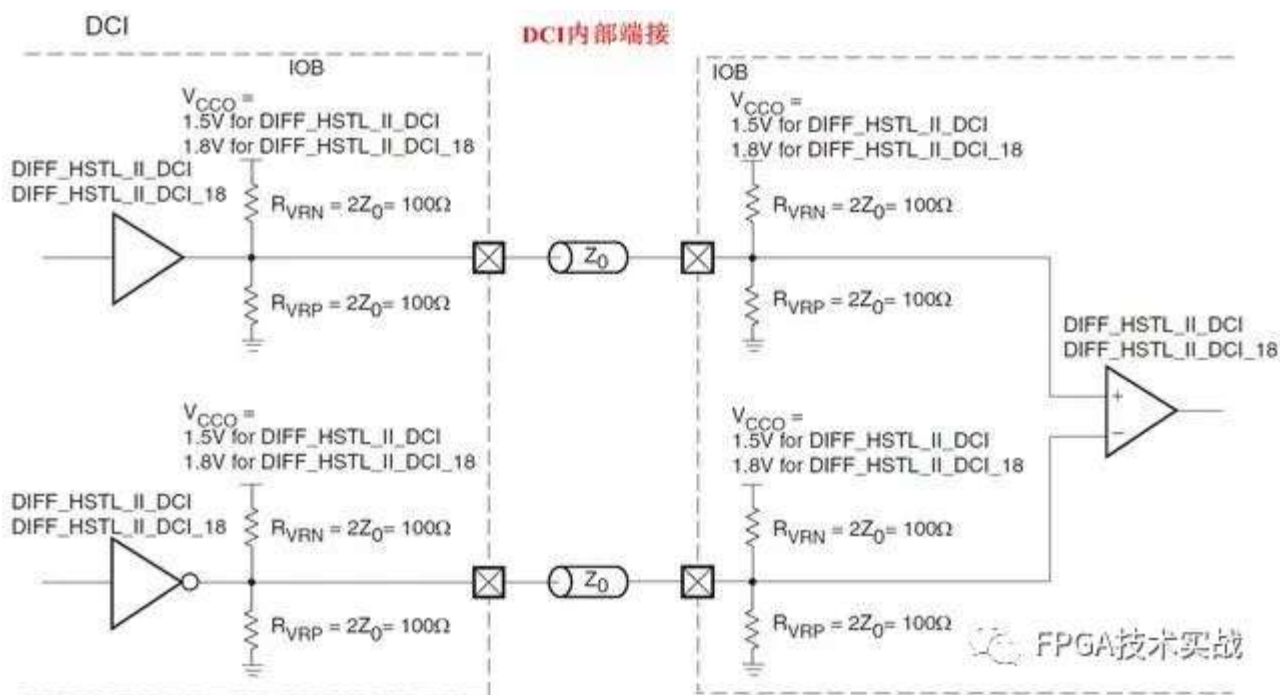 DCI
DCI内部端接
IOB
IOB
V_CCO =
1.5V for DIFF_HSTL_II_DCI
1.8V for DIFF_HSTL_II_DCI_18
V_CCO =
1.5V for DIFF_HSTL_II_DCI
1.8V for DIFF_HSTL_II_DCI_18
DIFF_HSTL_II_DCI
DIFF_HSTL_II_DCI_18
R_VRN = 2Z_0= 100Ω
R_VRN = 2Z_0= 100Ω
Z_0
R_VRP = 2Z_0= 100Ω
R_VRP = 2Z_0= 100Ω
DIFF_HSTL_II_DCI
DIFF_HSTL_II_DCI_18
+
−
V_CCO =
1.5V for DIFF_HSTL_II_DCI
1.8V for DIFF_HSTL_II_DCI_18
V_CCO =
1.5V for DIFF_HSTL_II_DCI
1.8V for DIFF_HSTL_II_DCI_18
DIFF_HSTL_II_DCI
DIFF_HSTL_II_DCI_18
R_VRN = 2Z_0= 100Ω
R_VRN = 2Z_0= 100Ω
Z_0
R_VRP = 2Z_0= 100Ω
R_VRP = 2Z_0= 100Ω
FPGA技术实战